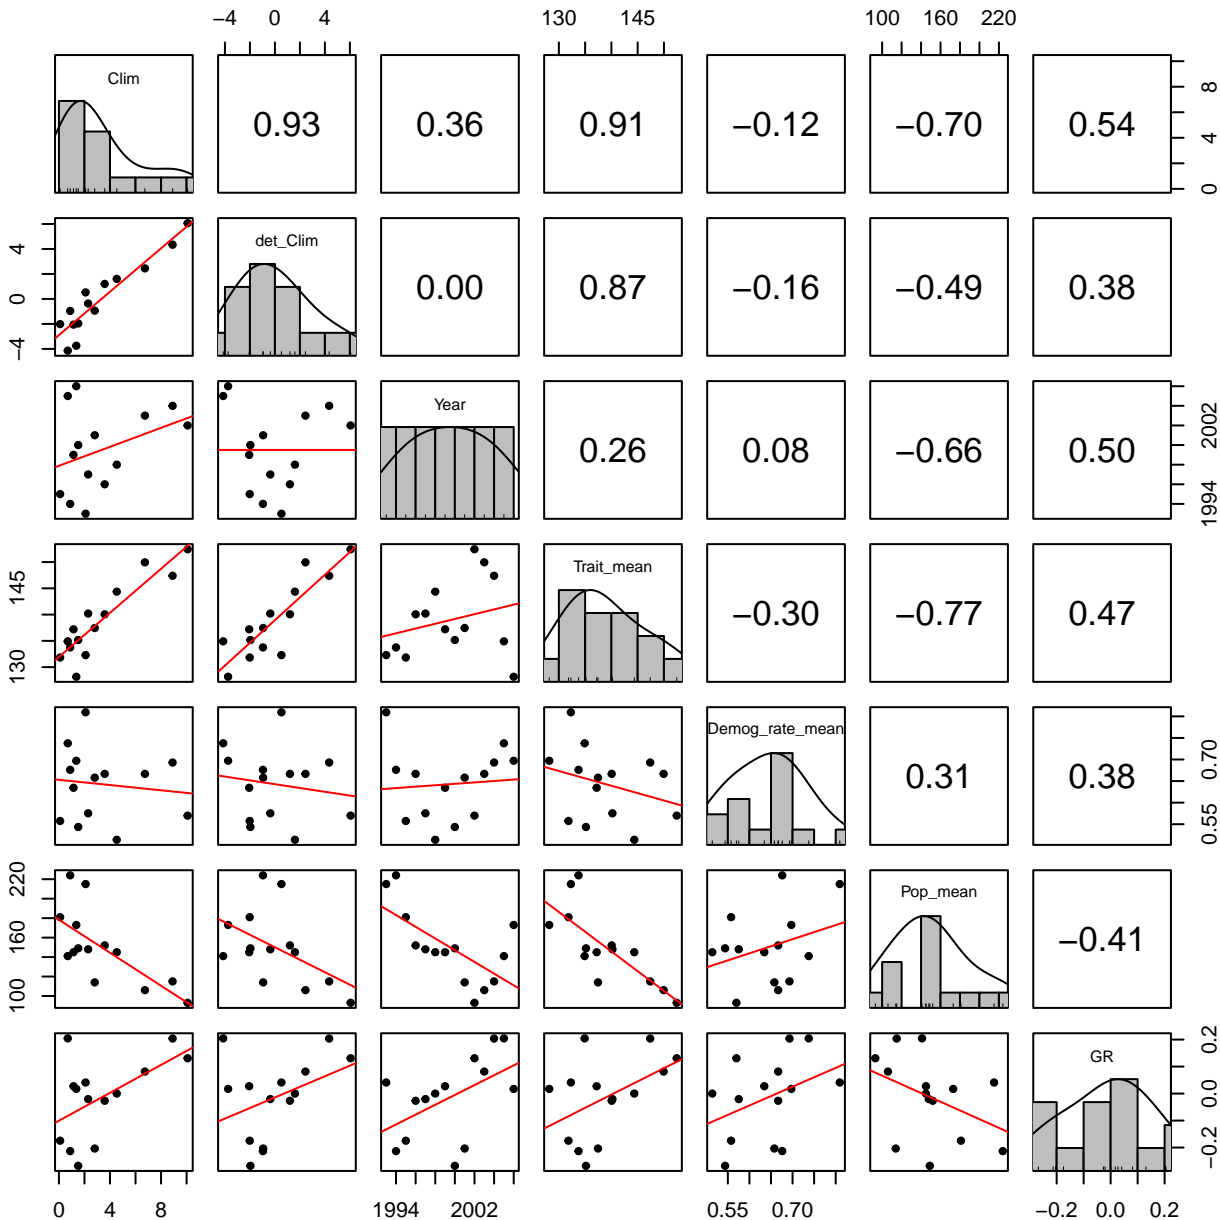 −4 0 4 130 145 100 160 220
Clim 0.93 0.36 0.91 −0.12 −0.70 0.54 0 4 8
−4 0 4 det_Clim 0.00 0.87 −0.16 −0.49 0.38
Year 0.26 0.08 −0.66 0.50 1994 2002
130 145 Trait_mean −0.30 −0.77 0.47
Demog_rate_mean 0.31 0.38 0.55 0.70
100 160 220 Pop_mean −0.41
GR −0.2 0.0 0.2
0 4 8 1994 2002 0.55 0.70 −0.2 0.0 0.2